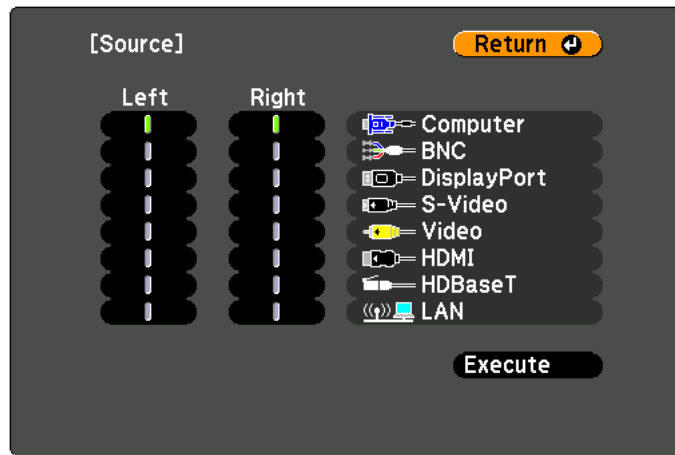 [Source]
Return
Left Right
Computer
BNC
DisplayPort
S-Video
Video
HDMI
HDBaseT
LAN
Execute